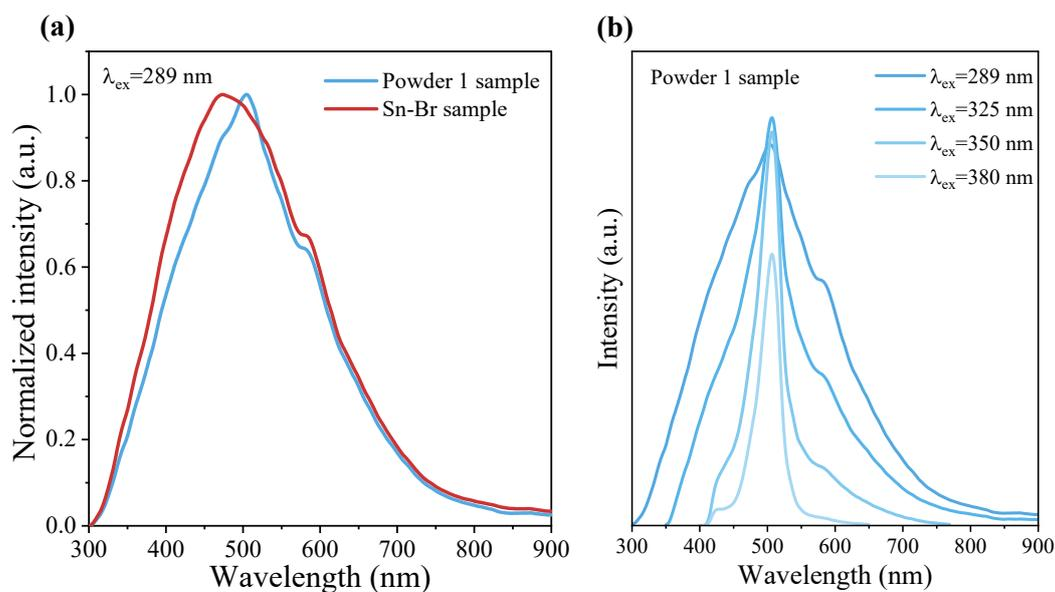 (a)
λex=289 nm
Powder 1 sample
Sn-Br sample
Normalized intensity (a.u.)
1.0
0.8
0.6
0.4
0.2
0.0
300 400 500 600 700 800 900
Wavelength (nm)
(b)
Powder 1 sample
λex=289 nm
λex=325 nm
λex=350 nm
λex=380 nm
Intensity (a.u.)
300 400 500 600 700 800 900
Wavelength (nm)